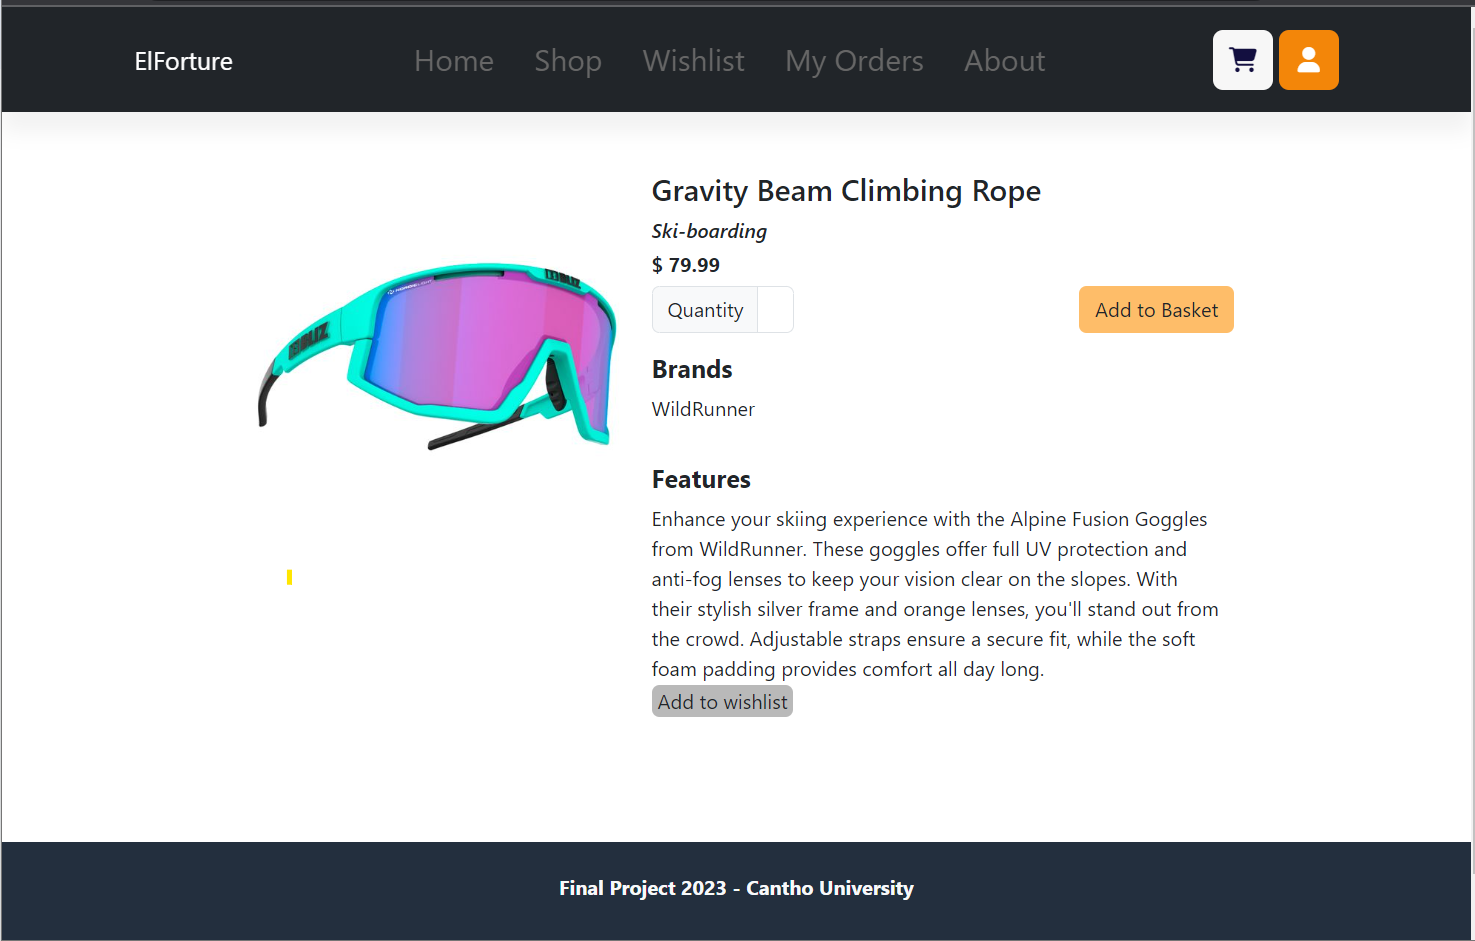 ElForture
Home Shop Wishlist My Orders About
Gravity Beam Climbing Rope
Ski-boarding
$ 79.99
Quantity
Add to Basket
BLIZ
BLIZ
Brands
WildRunner
Features
Enhance your skiing experience with the Alpine Fusion Goggles
from WildRunner. These goggles offer full UV protection and
anti-fog lenses to keep your vision clear on the slopes. With
their stylish silver frame and orange lenses, you'll stand out from
the crowd. Adjustable straps ensure a secure fit, while the soft
foam padding provides comfort all day long.
Add to wishlist
Final Project 2023 - Cantho University